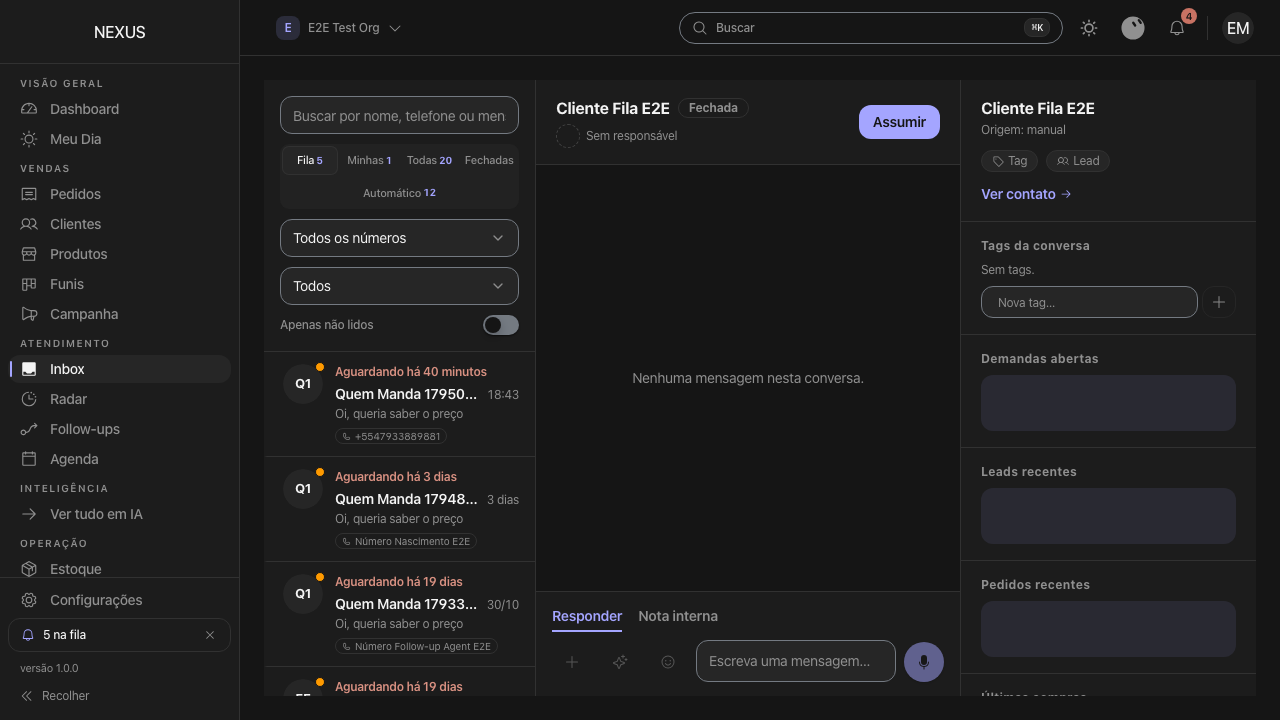 NEXUS
VISÃO GERAL
Dashboard
Meu Dia
VENDAS
Pedidos
Clientes
Produtos
Funis
Campanha
ATENDIMENTO
Inbox
Radar
Follow-ups
Agenda
INTELIGÊNCIA
Ver tudo em IA
OPERAÇÃO
Estoque
Configurações
5 na fila
versão 1.0.0
Recolher
E E2E Test Org
Buscar ⌘K
4
EM
Buscar por nome, telefone ou men
Fila 5 Minhas 1 Todas 20 Fechadas
Automático 12
Todos os números
Todos
Apenas não lidos
Q1
Aguardando há 40 minutos
Quem Manda 17950... 18:43
Oi, queria saber o preço
+5547933889881
Q1
Aguardando há 3 dias
Quem Manda 17948... 3 dias
Oi, queria saber o preço
Número Nascimento E2E
Q1
Aguardando há 19 dias
Quem Manda 17933... 30/10
Oi, queria saber o preço
Número Follow-up Agent E2E
Aguardando há 19 dias
Cliente Fila E2E Fechada
Sem responsável
Assumir
Nenhuma mensagem nesta conversa.
Responder Nota interna
Escreva uma mensagem...
Cliente Fila E2E
Origem: manual
Tag Lead
Ver contato →
Tags da conversa
Sem tags.
Nova tag...
Demandas abertas
Leads recentes
Pedidos recentes